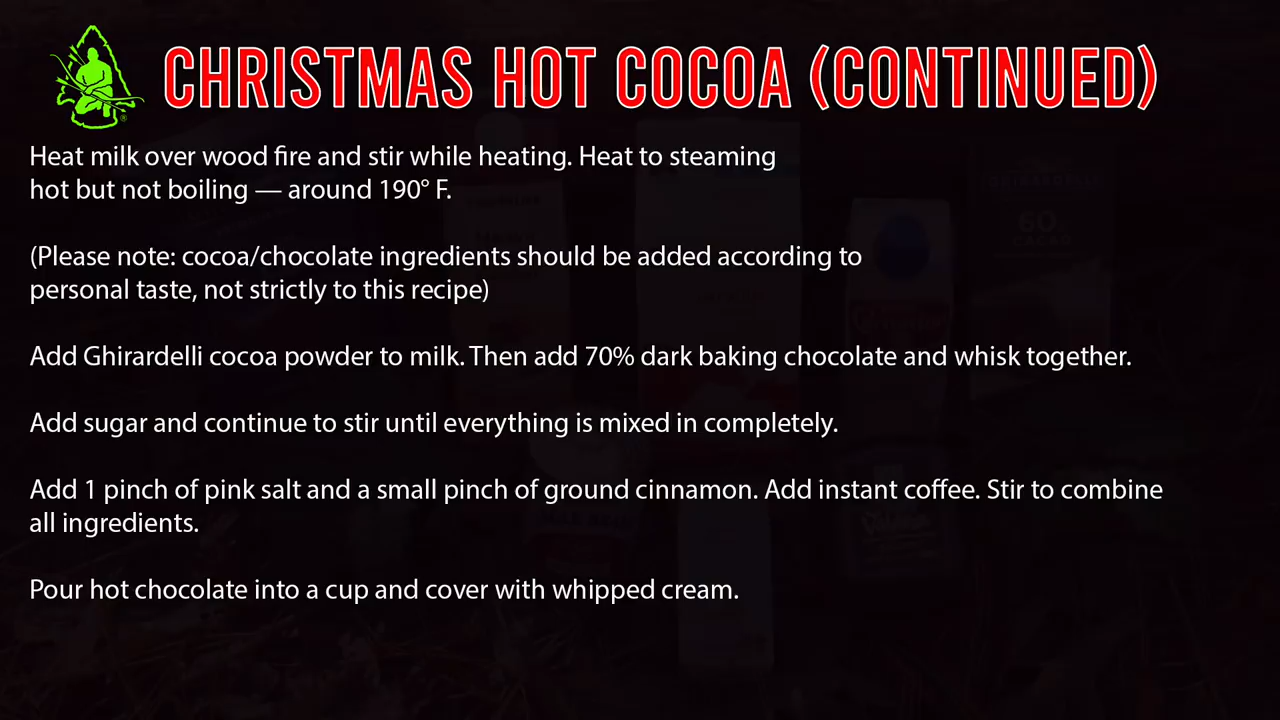 CHRISTMAS HOT COCOA (CONTINUED)
Heat milk over wood fire and stir while heating. Heat to steaming
hot but not boiling — around 190° F.
(Please note: cocoa/chocolate ingredients should be added according to
personal taste, not strictly to this recipe)
Add Ghirardelli cocoa powder to milk. Then add 70% dark baking chocolate and whisk together.
Add sugar and continue to stir until everything is mixed in completely.
Add 1 pinch of pink salt and a small pinch of ground cinnamon. Add instant coffee. Stir to combine
all ingredients.
Pour hot chocolate into a cup and cover with whipped cream.